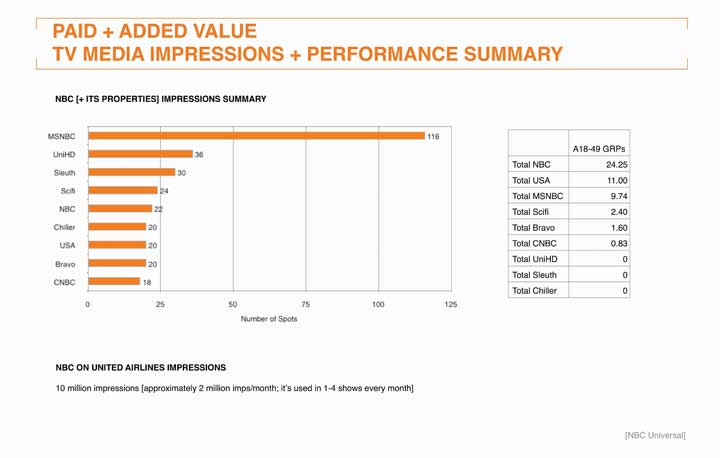 PAID + ADDED VALUE
TV MEDIA IMPRESSIONS + PERFORMANCE SUMMARY
NBC [+ ITS PROPERTIES] IMPRESSIONS SUMMARY
MSNBC 116
UniHD 36
Sleuth 30
Scifi 24
NBC 22
Chiller 20
USA 20
Bravo 20
CNBC 18
0 25 50 75 100 125
Number of Spots
A18-49 GRPs
Total NBC 24.25
Total USA 11.00
Total MSNBC 9.74
Total Scifi 2.40
Total Bravo 1.60
Total CNBC 0.83
Total UniHD 0
Total Sleuth 0
Total Chiller 0
NBC ON UNITED AIRLINES IMPRESSIONS
10 million impressions [approximately 2 million imps/month; it's used in 1-4 shows every month]
[NBC Universal]